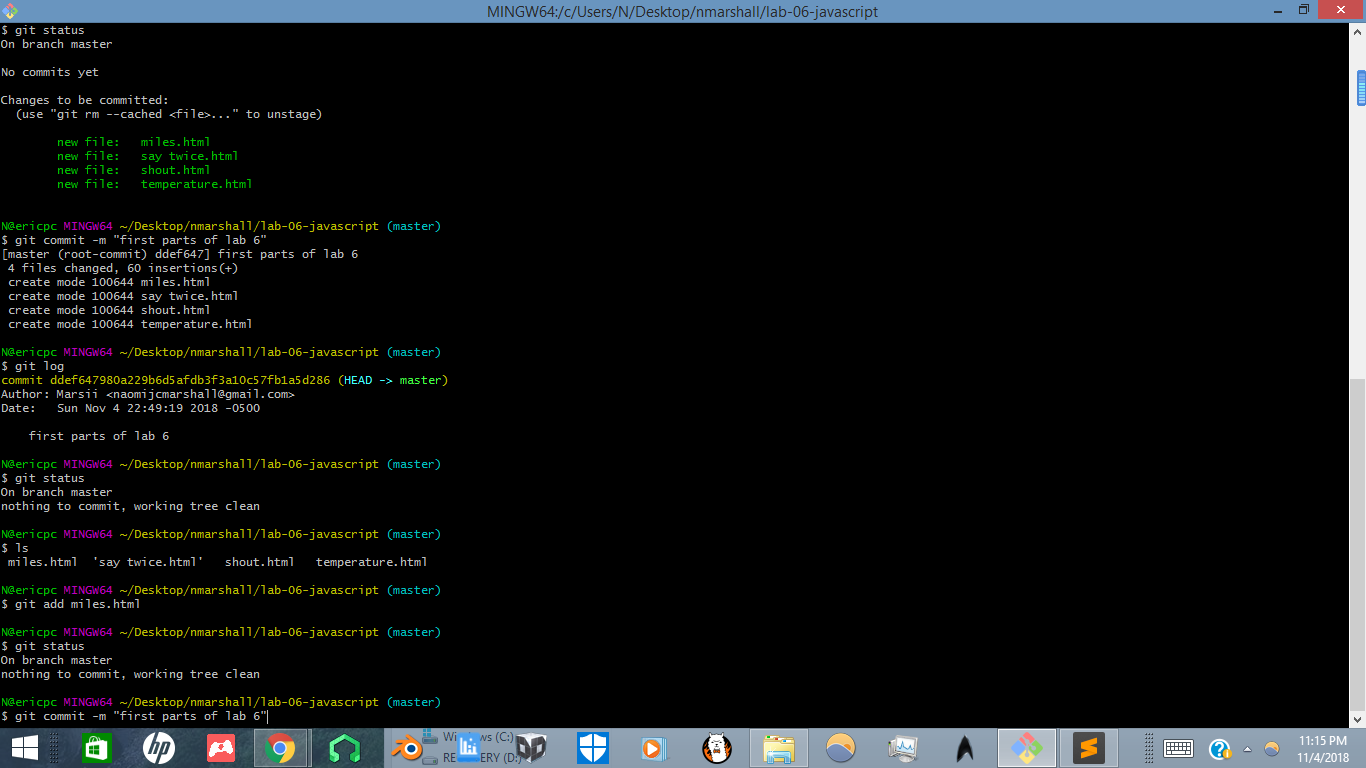 MINGW64:/c/Users/N/Desktop/nmarshall/lab-06-javascript
$ git status
On branch master
No commits yet
Changes to be committed:
  (use "git rm --cached <file>..." to unstage)
        new file:   miles.html
        new file:   say twice.html
        new file:   shout.html
        new file:   temperature.html
N@ericpc MINGW64 ~/Desktop/nmarshall/lab-06-javascript (master)
$ git commit -m "first parts of lab 6"
[master (root-commit) ddef647] first parts of lab 6
 4 files changed, 60 insertions(+)
 create mode 100644 miles.html
 create mode 100644 say twice.html
 create mode 100644 shout.html
 create mode 100644 temperature.html
N@ericpc MINGW64 ~/Desktop/nmarshall/lab-06-javascript (master)
$ git log
commit ddef647980a229b6d5afdb3f3a10c57fb1a5d286 (HEAD -> master)
Author: Marsii <naomijcmarshall@gmail.com>
Date:   Sun Nov 4 22:49:19 2018 -0500
    first parts of lab 6
N@ericpc MINGW64 ~/Desktop/nmarshall/lab-06-javascript (master)
$ git status
On branch master
nothing to commit, working tree clean
N@ericpc MINGW64 ~/Desktop/nmarshall/lab-06-javascript (master)
$ ls
 miles.html  'say twice.html'   shout.html   temperature.html
N@ericpc MINGW64 ~/Desktop/nmarshall/lab-06-javascript (master)
$ git add miles.html
N@ericpc MINGW64 ~/Desktop/nmarshall/lab-06-javascript (master)
$ git status
On branch master
nothing to commit, working tree clean
N@ericpc MINGW64 ~/Desktop/nmarshall/lab-06-javascript (master)
$ git commit -m "first parts of lab 6"
Windows (C:)
(D:)
hp
11:15 PM
11/4/2018